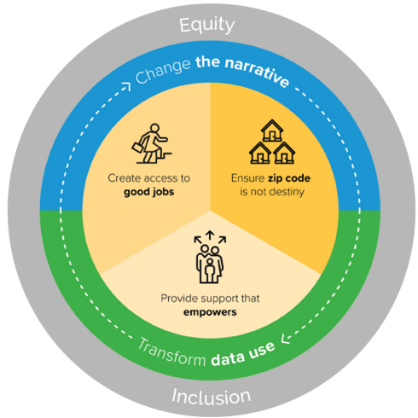 Equity
Change the narrative
Create access to
good jobs
Ensure zip code
is not destiny
Provide support that
empowers
Transform data use
Inclusion